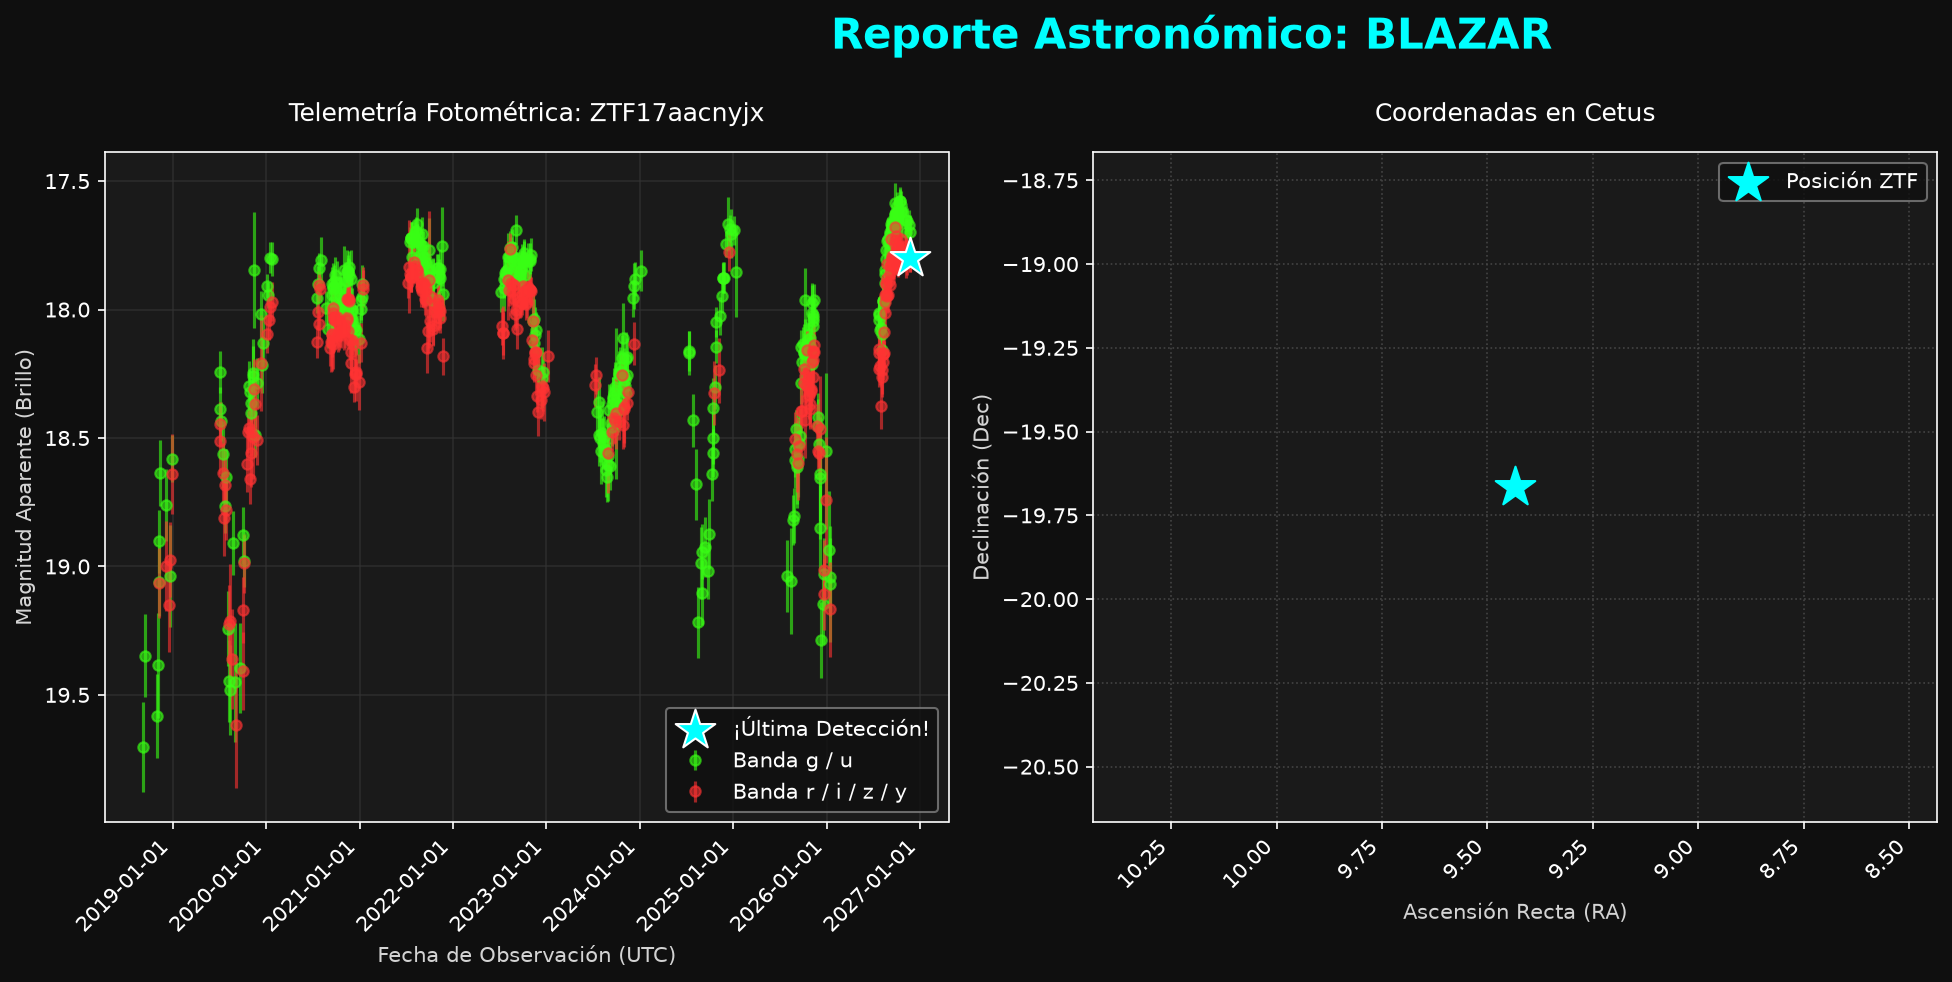 Reporte Astronómico: BLAZAR
Telemetría Fotométrica: ZTF17aacnyjx
Magnitud Aparente (Brillo)
17.5
18.0
18.5
19.0
19.5
¡Última Detección!
Banda g / u
Banda r / i / z / y
2019-01-01
2020-01-01
2021-01-01
2022-01-01
2023-01-01
2024-01-01
2025-01-01
2026-01-01
2027-01-01
Fecha de Observación (UTC)
Coordenadas en Cetus
Declinación (Dec)
−18.75
−19.00
−19.25
−19.50
−19.75
−20.00
−20.25
−20.50
Posición ZTF
10.25
10.00
9.75
9.50
9.25
9.00
8.75
8.50
Ascensión Recta (RA)